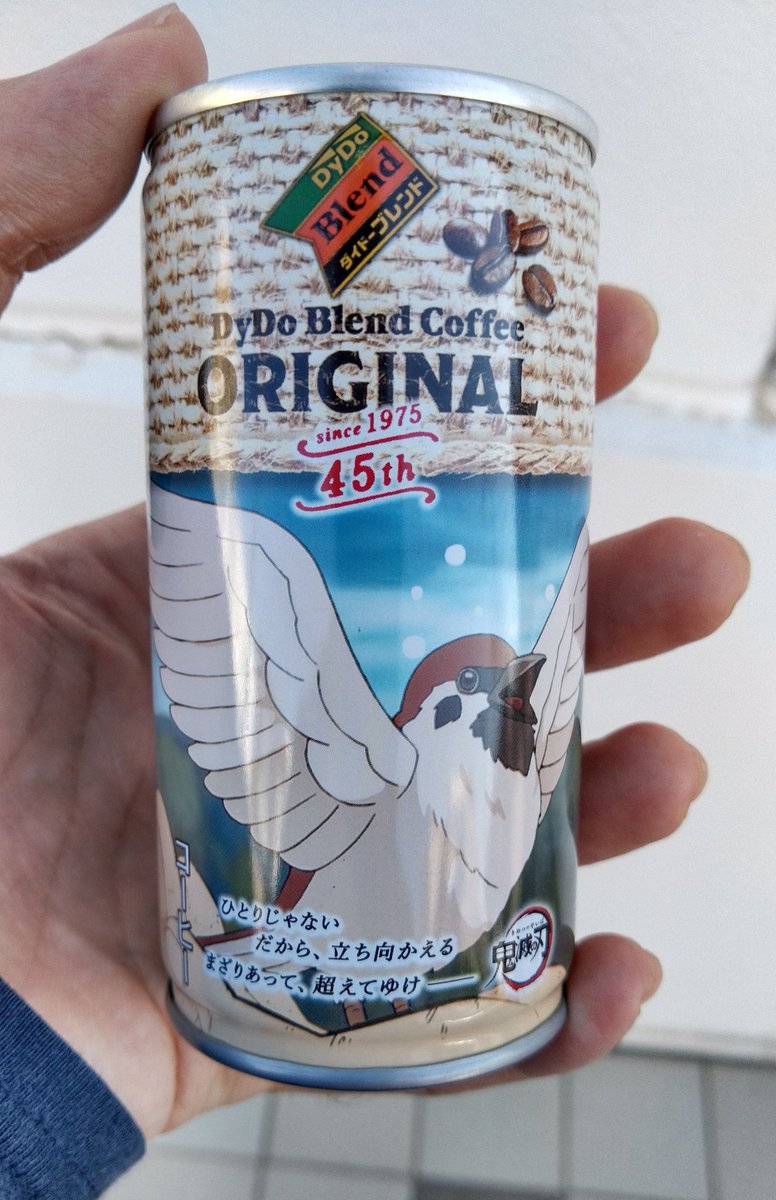 DyDo
Blend
ダイドーブレンド
DyDo Blend Coffee
ORIGINAL
since 1975
45th
コーヒー
ひとりじゃない
だから、立ち向かえる
まざりあって、超えてゆけ──
鬼滅の刃